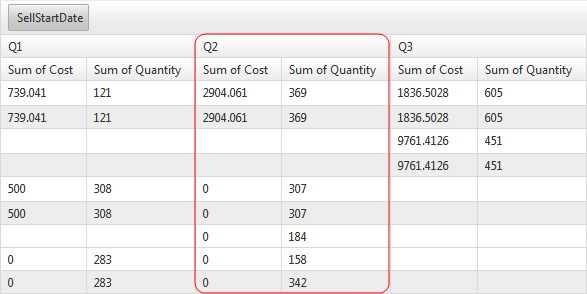 SellStartDate
Q1 Q2 Q3
Sum of Cost Sum of Quantity Sum of Cost Sum of Quantity Sum of Cost Sum of Quantity
739.041 121 2904.061 369 1836.5028 605
739.041 121 2904.061 369 1836.5028 605
9761.4126 451
9761.4126 451
500 308 0 307
500 308 0 307
0 184
0 283 0 158
0 283 0 342